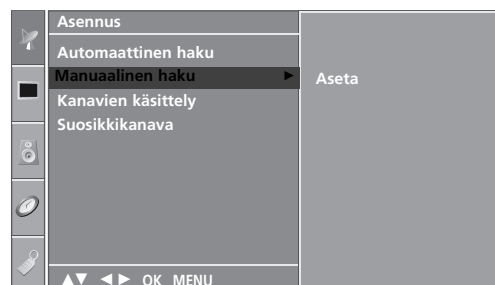 Asennus
Automaattinen haku
Manuaalinen haku ► Aseta
Kanavien käsittely
Suosikkikanava
▲▼ ◄► OK MENU